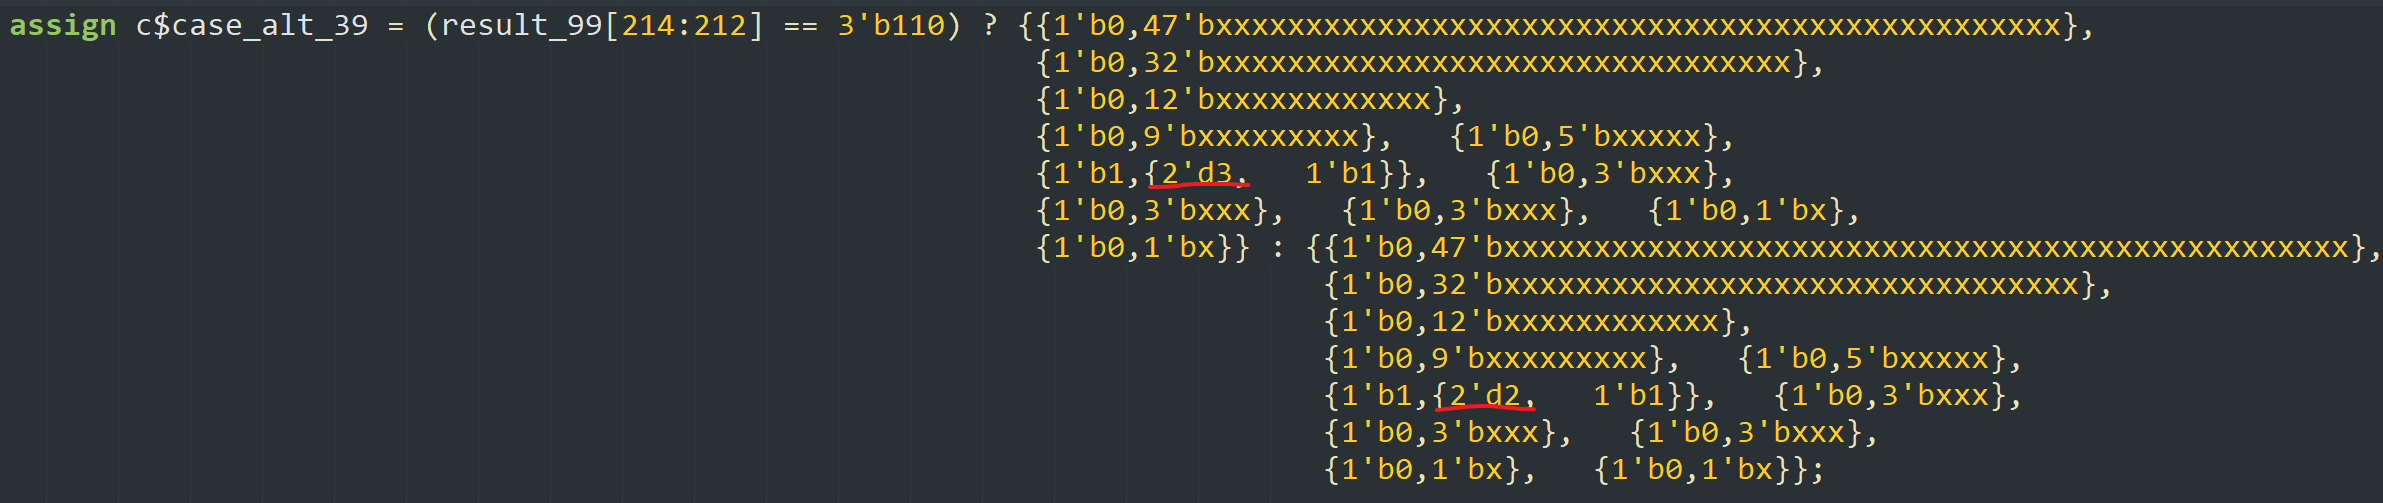 assign c$case_alt_39 = (result_99[214:212] == 3'b110) ? {{1'b0,47'bxxxxxxxxxxxxxxxxxxxxxxxxxxxxxxxxxxxxxxxxxxxxxxx},
{1'b0,32'bxxxxxxxxxxxxxxxxxxxxxxxxxxxxxxxx},
{1'b0,12'bxxxxxxxxxxxx},
{1'b0,9'bxxxxxxxxx},   {1'b0,5'bxxxxx},
{1'b1,{2'd3,   1'b1}},   {1'b0,3'bxxx},
{1'b0,3'bxxx},   {1'b0,3'bxxx},   {1'b0,1'bx},
{1'b0,1'bx}} : {{1'b0,47'bxxxxxxxxxxxxxxxxxxxxxxxxxxxxxxxxxxxxxxxxxxxxxxx},
{1'b0,32'bxxxxxxxxxxxxxxxxxxxxxxxxxxxxxxxx},
{1'b0,12'bxxxxxxxxxxxx},
{1'b0,9'bxxxxxxxxx},   {1'b0,5'bxxxxx},
{1'b1,{2'd2,   1'b1}},   {1'b0,3'bxxx},
{1'b0,3'bxxx},   {1'b0,3'bxxx},
{1'b0,1'bx},   {1'b0,1'bx}};